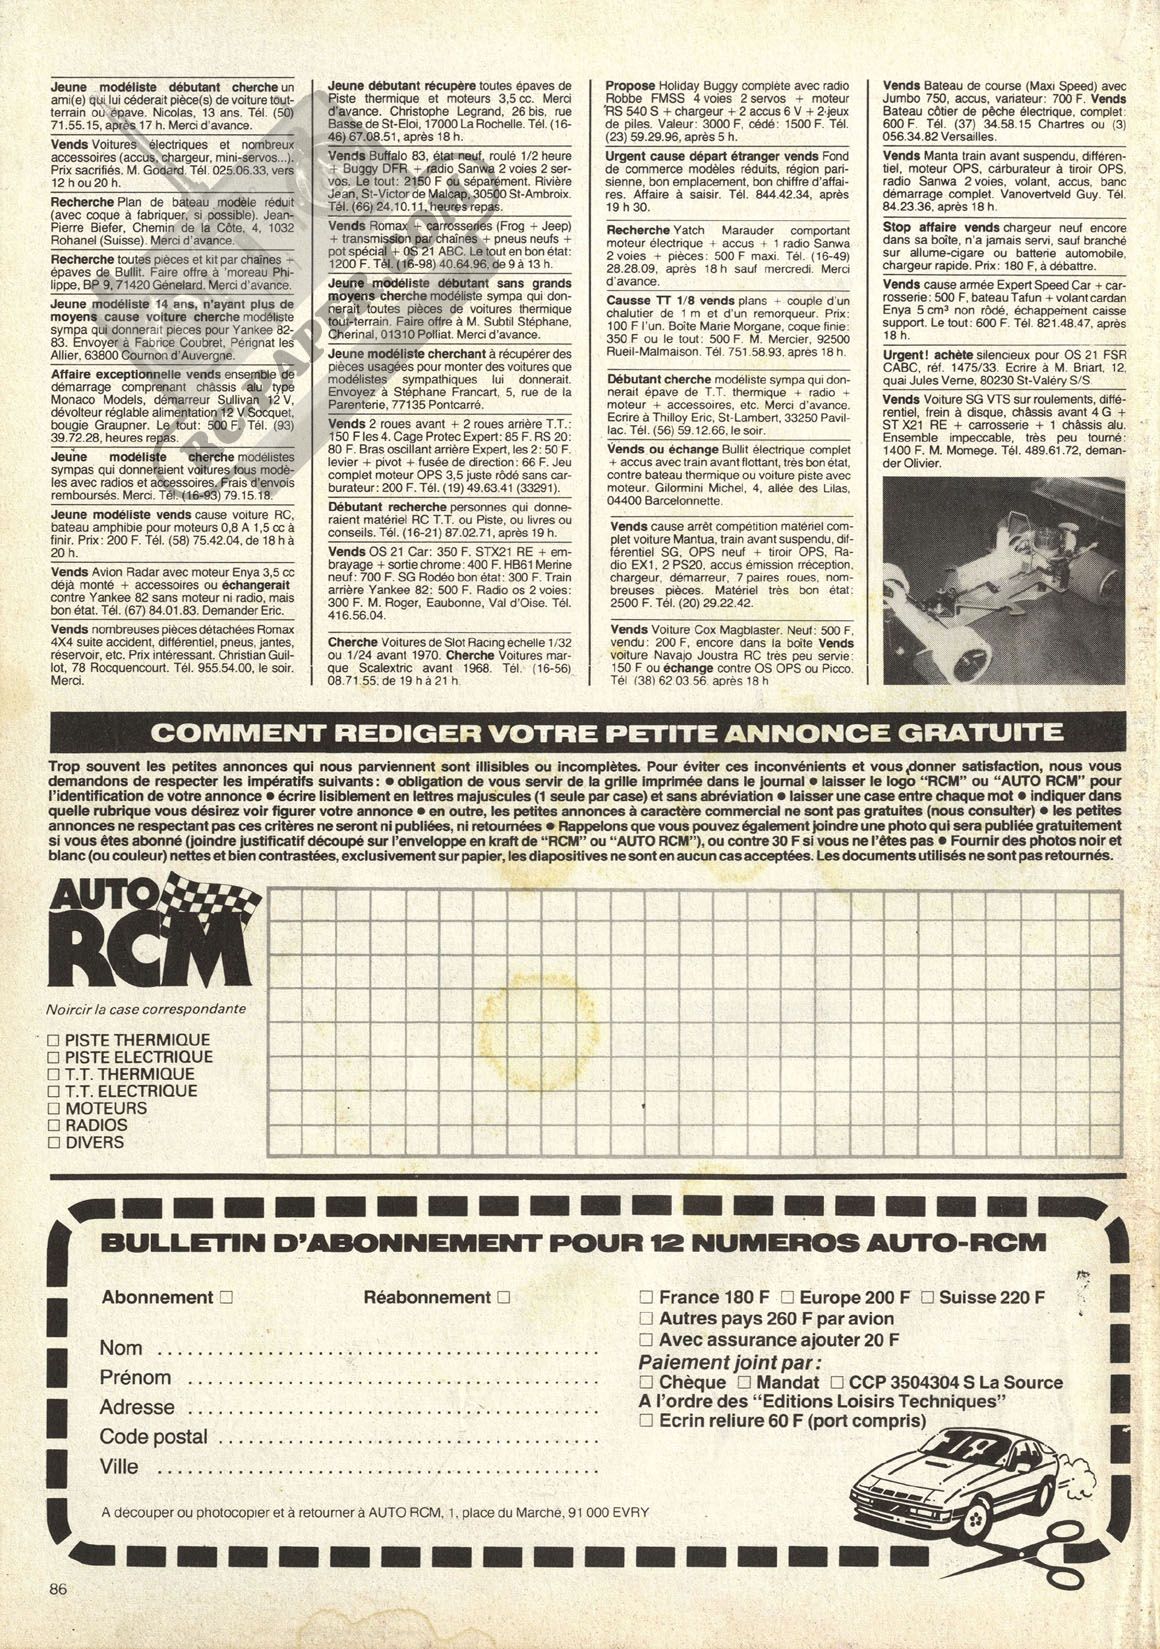 Jeune modéliste débutant cherche un
ami(e) qui lui céderait pièce(s) de voiture tout-
terrain ou épave. Nicolas, 13 ans. Tél. (50)
71.55.15, après 17 h. Merci d'avance.
Vends Voitures électriques et nombreux
accessoires (accus, chargeur, mini-servos...).
Prix sacrifiés. M. Godard. Tél. 025.06.33, vers
12 h ou 20 h.
Recherche Plan de bateau modèle réduit
(avec coque à fabriquer, si possible). Jean-
Pierre Biefer, Chemin de la Côte, 4, 1032
Rohanel (Suisse). Merci d'avance.
Recherche toutes pièces et kit par chaînes +
épaves de Bullit. Faire offre à 'moreau Phi-
lippe, BP 9, 71420 Génelard. Merci d'avance.
Jeune modéliste 14 ans, n'ayant plus de
moyens cause voiture cherche modéliste
sympa qui donnerait pieces pour Yankee 82-
83. Envoyer à Fabrice Coubret, Pérignat les
Allier, 63800 Cournon d'Auvergne.
Affaire exceptionnelle vends ensemble de
démarrage comprenant châssis alu type
Monaco Models, démarreur Sullivan 12 V,
dévolteur réglable alimentation 12 V Socquet,
bougie Graupner. Le tout: 500 F. Tél. (93)
39.72.28, heures repas.
Jeune modéliste cherche modélistes
sympas qui donneraient voitures tous modè-
les avec radios et accessoires. Frais d'envois
remboursés. Merci. Tél. (16-93) 79.15.18.
Jeune modéliste vends cause voiture RC,
bateau amphibie pour moteurs 0,8 A 1,5 cc à
finir. Prix: 200 F. Tél. (58) 75.42.04, de 18 h à
20 h.
Vends Avion Radar avec moteur Enya 3,5 cc
déjà monté + accessoires ou échangerait
contre Yankee 82 sans moteur ni radio, mais
bon état. Tél. (67) 84.01.83. Demander Eric.
Vends nombreuses pièces détachées Romax
4X4 suite accident, différentiel, pneus, jantes,
réservoir, etc. Prix intéressant. Christian Guil-
lot, 78 Rocquencourt. Tél. 955.54.00, le soir.
Merci.
Jeune débutant récupère toutes épaves de
Piste thermique et moteurs 3,5 cc. Merci
d'avance. Christophe Legrand, 26 bis, rue
Basse de St-Eloi, 17000 La Rochelle. Tél. (16-
46) 67.08.51, après 18 h.
Vends Buffalo 83, état neuf, roulé 1/2 heure
+ Buggy DFR + radio Sanwa 2 voies 2 ser-
vos. Le tout: 2150 F ou séparément. Rivière
Jean, St-Victor de Malcap, 30500 St-Ambroix.
Tél. (66) 24.10.11, heures repas.
Vends Romax + carrosseries (Frog + Jeep)
+ transmission par chaînes + pneus neufs +
pot spécial + OS 21 ABC. Le tout en bon état:
1200 F. Tél. (16-98) 40.64.96, de 9 à 13 h.
Jeune modéliste débutant sans grands
moyens cherche modéliste sympa qui don-
nerait toutes pièces de voitures thermique
tout-terrain. Faire offre à M. Subtil Stéphane,
Cherinal, 01310 Polliat. Merci d'avance.
Jeune modéliste cherchant à récupérer des
pièces usagées pour monter des voitures que
modélistes sympathiques lui donnerait.
Envoyez à Stéphane Francart, 5, rue de la
Parenterie, 77135 Pontcarré.
Vends 2 roues avant + 2 roues arrière T.T.:
150 F les 4. Cage Protec Expert: 85 F. RS 20:
80 F. Bras oscillant arrière Expert, les 2: 50 F.
levier + pivot + fusée de direction: 66 F. Jeu
complet moteur OPS 3,5 juste rôdé sans car-
burateur: 200 F. Tél. (19) 49.63.41 (33291).
Débutant recherche personnes qui donne-
raient matériel RC T.T. ou Piste, ou livres ou
conseils. Tél. (16-21) 87.02.71, après 19 h.
Vends OS 21 Car: 350 F. STX21 RE + em-
brayage + sortie chrome: 400 F. HB61 Merine
neuf: 700 F. SG Rodéo bon état: 300 F. Train
arrière Yankee 82: 500 F. Radio os 2 voies:
300 F. M. Roger, Eaubonne, Val d'Oise. Tél.
416.56.04.
Cherche Voitures de Slot Racing échelle 1/32
ou 1/24 avant 1970. Cherche Voitures mar-
que Scalextric avant 1968. Tél. (16-56)
08.71.55, de 19 h à 21 h.
Propose Holiday Buggy complète avec radio
Robbe FMSS 4 voies 2 servos + moteur
RS 540 S + chargeur + 2 accus 6 V + 2 jeux
de piles. Valeur: 3000 F, cédé: 1500 F. Tél.
(23) 59.29.96, après 5 h.
Urgent cause départ étranger vends Fond
de commerce modèles réduits, région pari-
sienne, bon emplacement, bon chiffre d'affai-
res. Affaire à saisir. Tél. 844.42.34, après
19 h 30.
Recherche Yatch Marauder comportant
moteur électrique + accus + 1 radio Sanwa
2 voies + pièces: 500 F maxi. Tél. (16-49)
28.28.09, après 18 h sauf mercredi. Merci
d'avance.
Causse TT 1/8 vends plans + couple d'un
chalutier de 1 m et d'un remorqueur. Prix:
100 F l'un. Boîte Marie Morgane, coque finie:
350 F ou le tout: 500 F. M. Mercier, 92500
Rueil-Malmaison. Tél. 751.58.93, après 18 h.
Débutant cherche modéliste sympa qui don-
nerait épave de T.T. thermique + radio +
moteur + accessoires, etc. Merci d'avance.
Ecrire à Thilloy Eric, St-Lambert, 33250 Pavil-
lac. Tél. (56) 59.12.66, le soir.
Vends ou échange Bullit électrique complet
+ accus avec train avant flottant, très bon état,
contre bateau thermique ou voiture piste avec
moteur. Gilormini Michel, 4, allée des Lilas,
04400 Barcelonnette.
Vends cause arrêt compétition matériel com-
plet voiture Mantua, train avant suspendu, dif-
férentiel SG, OPS neuf + tiroir OPS, Ra-
dio EX1, 2 PS20, accus émission rréception,
chargeur, démarreur, 7 paires roues, nom-
breuses pièces. Matériel très bon état:
2500 F. Tél. (20) 29.22.42.
Vends Voiture Cox Magblaster. Neuf: 500 F,
vendu: 200 F, encore dans la boîte Vends
voiture Navajo Joustra RC très peu servie:
150 F ou échange contre OS OPS ou Picco.
Tél (38) 62 03 56 après 18 h
Vends Bateau de course (Maxi Speed) avec
Jumbo 750, accus, variateur: 700 F. Vends
Bateau côtier de pêche électrique, complet:
600 F. Tél. (37) 34.58.15 Chartres ou (3)
056.34.82 Versailles.
Vends Manta train avant suspendu, différen-
tiel, moteur OPS, carburateur à tiroir OPS,
radio Sanwa 2 voies, volant, accus, banc
démarrage complet. Vanovertveld Guy. Tél.
84.23.36, après 18 h.
Stop affaire vends chargeur neuf encore
dans sa boîte, n'a jamais servi, sauf branché
sur allume-cigare ou batterie automobile,
chargeur rapide. Prix: 180 F, à débattre.
Vends cause armée Expert Speed Car + car-
rosserie: 500 F, bateau Tafun + volant cardan
Enya 5 cm³ non rôdé, échappement caisse
support. Le tout: 600 F. Tél. 821.48.47, après
18 h.
Urgent! achète silencieux pour OS 21 FSR
CABC, réf. 1475/33. Ecrire à M. Briart, 12,
quai Jules Verne, 80230 St-Valéry S/S
Vends Voiture SG VTS sur roulements, diffé-
rentiel, frein à disque, châssis avant 4 G +
ST X21 RE + carrosserie + 1 châssis alu.
Ensemble impeccable, très peu tourné:
1400 F. M. Momege. Tél. 489.61.72, deman-
der Olivier.
RC-PAPER.COM
COMMENT REDIGER VOTRE PETITE ANNONCE GRATUITE
Trop souvent les petites annonces qui nous parviennent sont illisibles ou incomplètes. Pour éviter ces inconvénients et vous donner satisfaction, nous vous
demandons de respecter les impératifs suivants : ● obligation de vous servir de la grille imprimée dans le journal ● laisser le logo "RCM" ou "AUTO RCM" pour
l'identification de votre annonce ● écrire lisiblement en lettres majuscules (1 seule par case) et sans abréviation ● laisser une case entre chaque mot ● indiquer dans
quelle rubrique vous désirez voir figurer votre annonce ● en outre, les petites annonces à caractère commercial ne sont pas gratuites (nous consulter) ● les petites
annonces ne respectant pas ces critères ne seront ni publiées, ni retournées ● Rappelons que vous pouvez également joindre une photo qui sera publiée gratuitement
si vous êtes abonné (joindre justificatif découpé sur l'enveloppe en kraft de "RCM" ou "AUTO RCM"), ou contre 30 F si vous ne l'êtes pas ● Fournir des photos noir et
blanc (ou couleur) nettes et bien contrastées, exclusivement sur papier, les diapositives ne sont en aucun cas acceptées. Les documents utilisés ne sont pas retournés.
AUTO
RCM
Noircir la case correspondante
□ PISTE THERMIQUE
□ PISTE ELECTRIQUE
□ T.T. THERMIQUE
□ T.T. ELECTRIQUE
□ MOTEURS
□ RADIOS
□ DIVERS
BULLETIN D'ABONNEMENT POUR 12 NUMEROS AUTO-RCM
Abonnement □ Réabonnement □
Nom
Prénom
Adresse
Code postal
Ville
□ France 180 F □ Europe 200 F □ Suisse 220 F
□ Autres pays 260 F par avion
□ Avec assurance ajouter 20 F
Paiement joint par :
□ Chèque □ Mandat □ CCP 3504304 S La Source
A l'ordre des "Editions Loisirs Techniques"
□ Ecrin reliure 60 F (port compris)
A découper ou photocopier et à retourner à AUTO RCM, 1, place du Marché, 91 000 EVRY
86